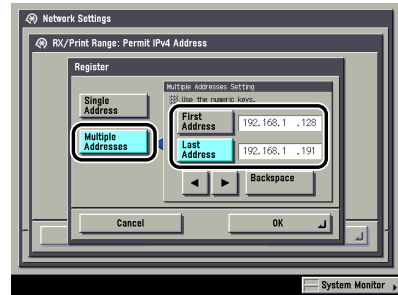 Network Settings
RX/Print Range: Permit IPv4 Address
Register
Multiple Addresses Setting
Use the numeric keys.
Single
Address
Multiple
Addresses
First
Address
192.168.1 .128
Last
Address
192.168.1 .191
◄ ► Backspace
Cancel OK
System Monitor